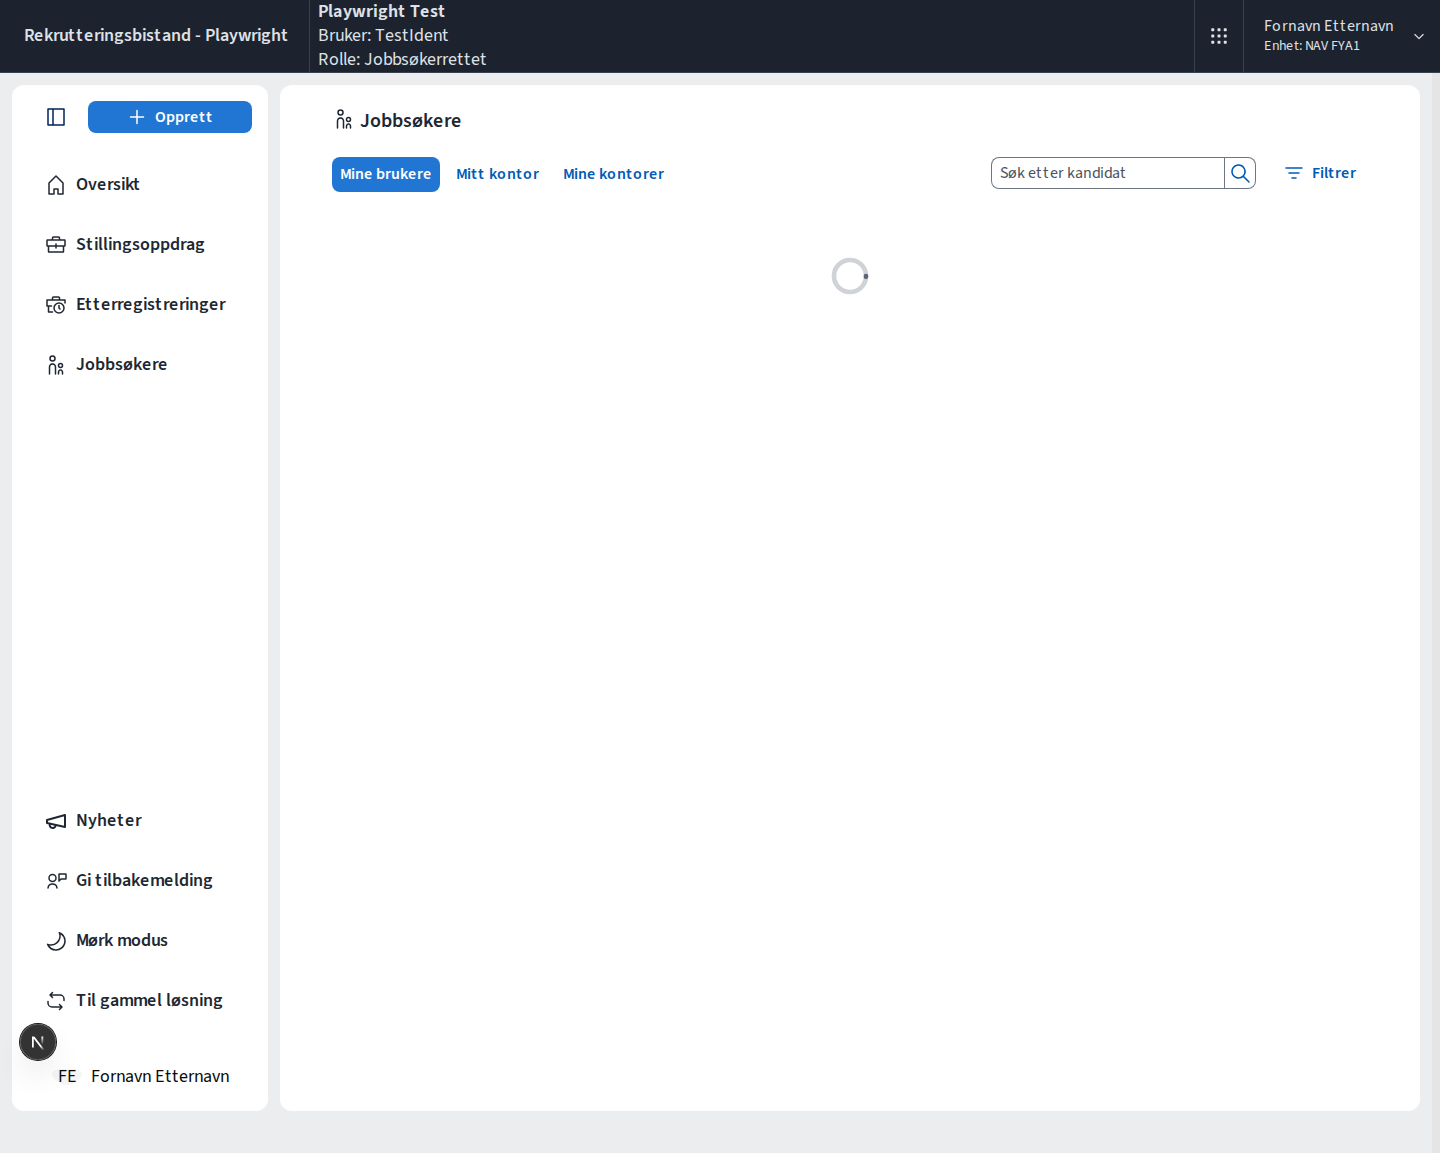 Rekrutteringsbistand - Playwright
Playwright Test
Bruker: TestIdent
Rolle: Jobbsøkerrettet
Fornavn Etternavn
Enhet: NAV FYA1
Opprett
Oversikt
Stillingsoppdrag
Etterregistreringer
Jobbsøkere
Nyheter
Gi tilbakemelding
Mørk modus
Til gammel løsning
N
FE Fornavn Etternavn
Jobbsøkere
Mine brukere Mitt kontor Mine kontorer
Søk etter kandidat
Filtrer